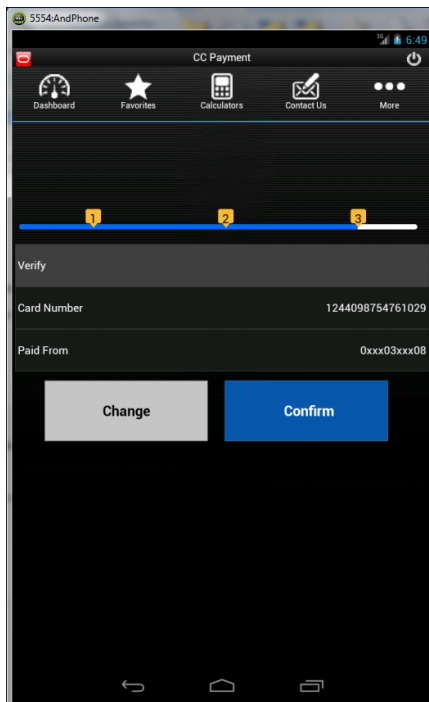 5554:AndPhone
3G 6:49
CC Payment
Dashboard Favorites Calculators Contact Us More
1 2 3
Verify
Card Number 1244098754761029
Paid From 0xxx03xxx08
Change Confirm